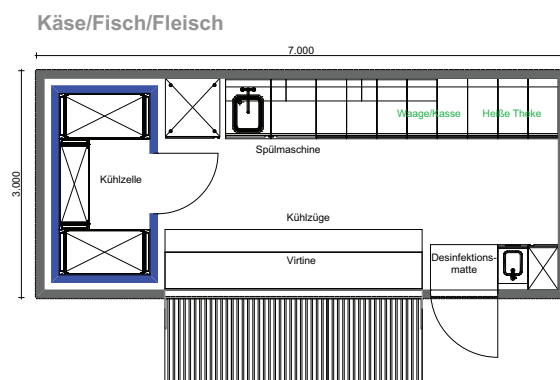 Käse/Fisch/Fleisch
7.000
3.000
Waage/Kasse
Heiße Theke
Spülmaschine
Kühlzelle
Kühlzüge
Virtine
Desinfektions-
matte